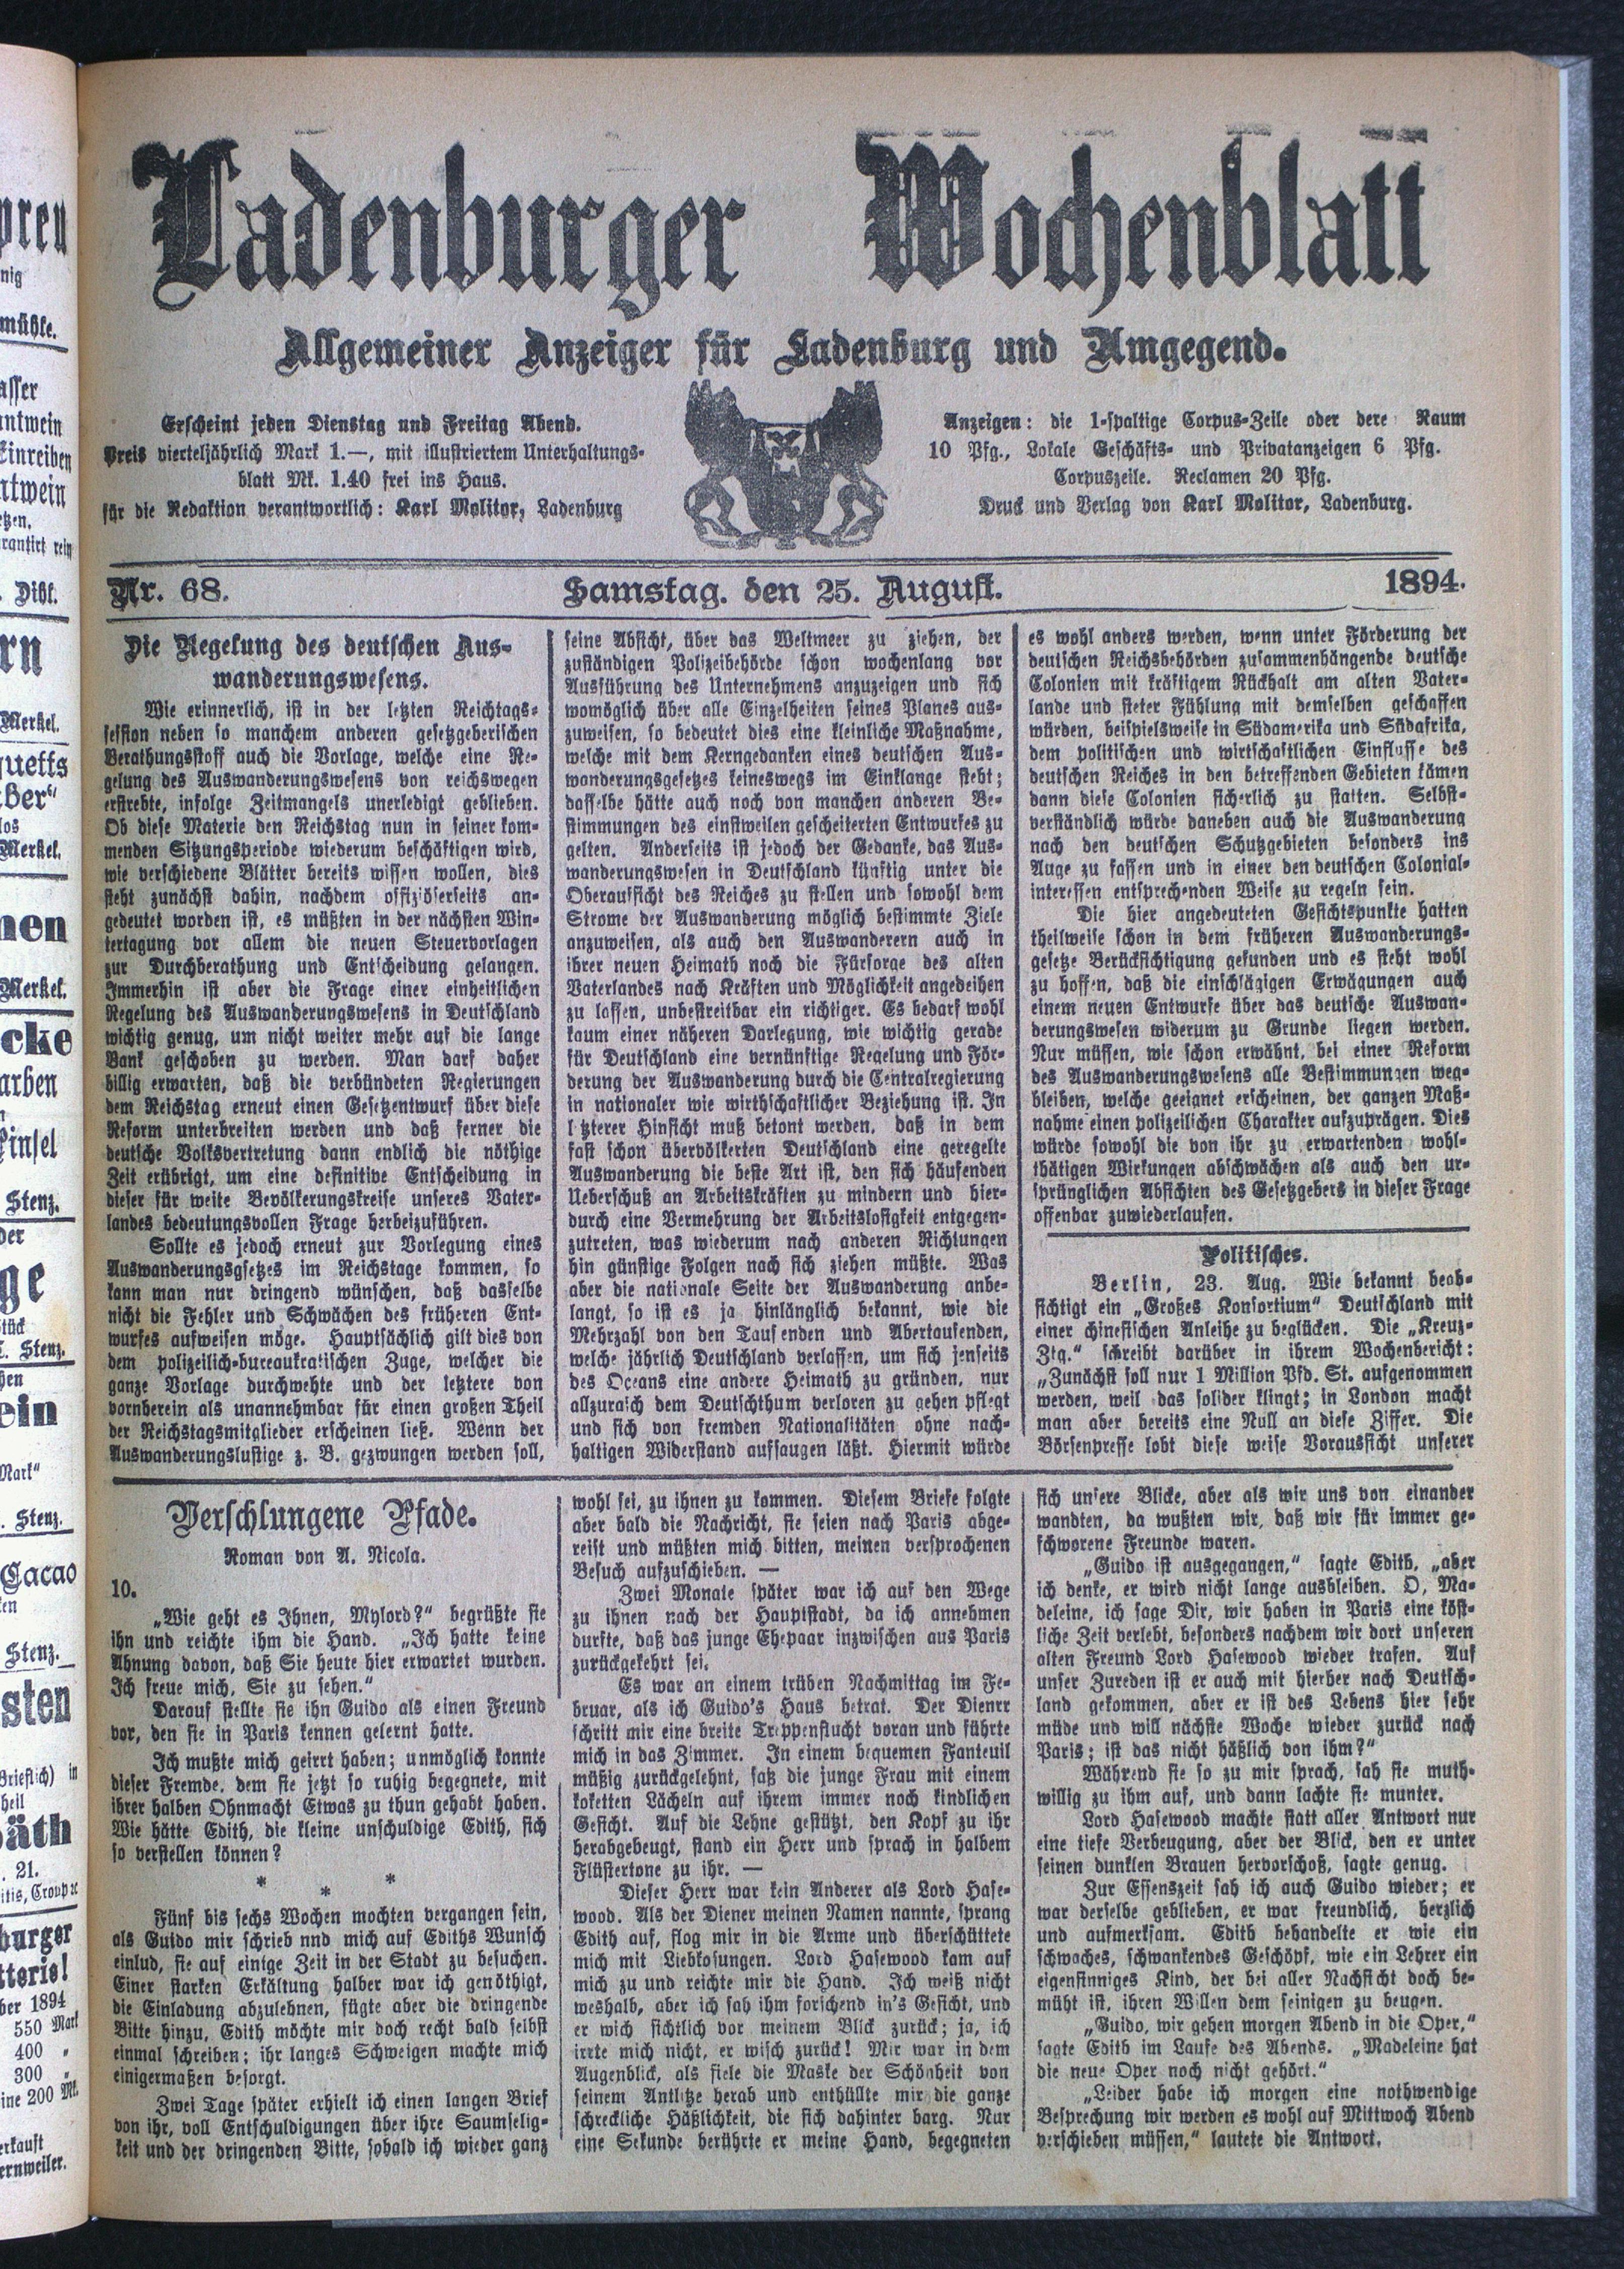 Ladenburger Wochenblatt
Allgemeiner Anzeiger für Ladenburg und Umgegend.
Erscheint jeden Dienstag und Freitag Abend.
Preis vierteljährlich Mark 1.—, mit illustriertem Unterhaltungs-
blatt Mk. 1.40 frei ins Haus.
für die Redaktion verantwortlich: Karl Molitor, Ladenburg
Anzeigen: die 1-spaltige Corpus-Zeile oder dere Raum
10 Pfg., Lokale Geschäfts- und Privatanzeigen 6 Pfg.
Corpuszeile. Reclamen 20 Pfg.
Druck und Verlag von Karl Molitor, Ladenburg.
Nr. 68. Samstag. den 25. August. 1894.
Die Regelung des deutschen Aus-
wanderungswesens.
Wie erinnerlich, ist in der letzten Reichtags-
session neben so manchem anderen gesetzgeberischen
Berathungsstoff auch die Vorlage, welche eine Re-
gelung des Auswanderungswesens von reichswegen
erstrebte, infolge Zeitmangels unerledigt geblieben.
Ob diese Materie den Reichstag nun in seiner kom-
menden Sitzungsperiode wiederum beschäftigen wird,
wie verschiedene Blätter bereits wissen wollen, dies
steht zunächst dahin, nachdem offiziöserseits an-
gedeutet worden ist, es müßten in der nächsten Win-
tertagung vor allem die neuen Steuervorlagen
zur Durchberathung und Entscheidung gelangen.
Immerhin ist aber die Frage einer einheitlichen
Regelung des Auswanderungswesens in Deutschland
wichtig genug, um nicht weiter mehr auf die lange
Bank geschoben zu werden. Man darf daher
billig erwarten, daß die verbündeten Regierungen
dem Reichstag erneut einen Gesetzentwurf über diese
Reform unterbreiten werden und daß ferner die
deutsche Volksvertretung dann endlich die nöthige
Zeit erübrigt, um eine definitive Entscheidung in
dieser für weite Bevölkerungskreise unseres Vater-
landes bedeutungsvollen Frage herbeizuführen.
Sollte es jedoch erneut zur Vorlegung eines
Auswanderungsgsetzes im Reichstage kommen, so
kann man nur dringend wünschen, daß dasselbe
nicht die Fehler und Schwächen des früheren Ent-
wurfes aufweisen möge. Hauptsächlich gilt dies von
dem polizeilich-bureaukratischen Zuge, welcher die
ganze Vorlage durchwehte und der letztere von
vornherein als unannehmbar für einen großen Theil
der Reichstagsmitglieder erscheinen ließ. Wenn der
Auswanderungslustige z. B. gezwungen werden soll,
seine Absicht, über das Weltmeer zu ziehen, der
zuständigen Polizeibehörde schon wochenlang vor
Ausführung des Unternehmens anzuzeigen und sich
womöglich über alle Einzelheiten seines Planes aus-
zuweisen, so bedeutet dies eine kleinliche Maßnahme,
welche mit dem Kerngedanken eines deutschen Aus-
wanderungsgesetzes keineswegs im Einklange steht;
dasselbe hätte auch noch von manchen anderen Be-
stimmungen des einstweilen gescheiterten Entwurfes zu
gelten. Anderseits ist jedoch der Gedanke, das Aus-
wanderungswesen in Deutschland künftig unter die
Oberaufsicht des Reiches zu stellen und sowohl dem
Strome der Auswanderung möglich bestimmte Ziele
anzuweisen, als auch den Auswanderern auch in
ihrer neuen Heimath noch die Fürsorge des alten
Vaterlandes nach Kräften und Möglichkeit angedeihen
zu lassen, unbestreitbar ein richtiger. Es bedarf wohl
kaum einer näheren Darlegung, wie wichtig gerade
für Deutschland eine vernünftige Regelung und För-
derung der Auswanderung durch die Centralregierung
in nationaler wie wirthschaftlicher Beziehung ist. In
l tzterer Hinsicht muß betont werden, daß in dem
fast schon übervölkerten Deutschland eine geregelte
Auswanderung die beste Art ist, den sich häufenden
Ueberschuß an Arbeitskräften zu mindern und hier-
durch eine Vermehrung der Arbeitslosigkeit entgegen-
zutreten, was wiederum nach anderen Richtungen
hin günstige Folgen nach sich ziehen müßte. Was
aber die nationale Seite der Auswanderung anbe-
langt, so ist es ja hinlänglich bekannt, wie die
Mehrzahl von den Tausenden und Abertausenden,
welche jährlich Deutschland verlassen, um sich jenseits
des Oceans eine andere Heimath zu gründen, nur
allzurasch dem Deutschthum verloren zu gehen pflegt
und sich von fremden Nationalitäten ohne nach-
haltigen Widerstand aufsaugen läßt. Hiermit würde
es wohl anders werden, wenn unter Förderung der
deutschen Reichsbehörden zusammenhängende deutsche
Colonien mit kräftigem Rückhalt am alten Vater-
lande und steter Fühlung mit demselben geschaffen
würden, beispielsweise in Südamerika und Südafrika,
dem politischen und wirtschaftlichen Einflusse des
deutschen Reiches in den betreffenden Gebieten kämen
dann diese Colonien sicherlich zu statten. Selbst-
verständlich würde daneben auch die Auswanderung
nach den deutschen Schutzgebieten besonders ins
Auge zu fassen und in einer den deutschen Colonial-
interessen entsprechenden Weise zu regeln sein.
Die hier angedeuteten Gesichtspunkte hatten
theilweise schon in dem früheren Auswanderungs-
gesetze Berücksichtigung gefunden und es steht wohl
zu hoffen, daß die einschlägigen Erwägungen auch
einem neuen Entwurfe über das deutsche Auswan-
derungswesen widerum zu Grunde liegen werden.
Nur müssen, wie schon erwähnt, bei einer Reform
des Auswanderungswesens alle Bestimmungen weg-
bleiben, welche geeignet erscheinen, der ganzen Maß-
nahme einen polizeilichen Charakter aufzuprägen. Dies
würde sowohl die von ihr zu erwartenden wohl-
thätigen Wirkungen abschwächen als auch den ur-
sprünglichen Absichten des Gesetzgebers in dieser Frage
offenbar zuwiederlaufen.
Politisches.
Berlin, 23. Aug. Wie bekannt beab-
sichtigt ein „Großes Konsortium“ Deutschland mit
einer chinesischen Anleihe zu beglücken. Die „Kreuz-
Ztg.“ schreibt darüber in ihrem Wochenbericht:
„Zunächst soll nur 1 Million Pfd. St. aufgenommen
werden, weil das solider klingt; in London macht
man aber bereits eine Null an diese Ziffer. Die
Börsenpresse lobt diese weise Voraussicht unserer
Verschlungene Pfade.
Roman von A. Nicola.
10.
„Wie geht es Ihnen, Mylord?“ begrüßte sie
ihn und reichte ihm die Hand. „Ich hatte keine
Ahnung davon, daß Sie heute hier erwartet wurden.
Ich freue mich, Sie zu sehen.“
Darauf stellte sie ihn Guido als einen Freund
vor, den sie in Paris kennen gelernt hatte.
Ich mußte mich geirrt haben; unmöglich konnte
dieser Fremde, dem sie jetzt so ruhig begegnete, mit
ihrer halben Ohnmacht Etwas zu thun gehabt haben.
Wie hätte Edith, die kleine unschuldige Edith, sich
so verstellen können?
* * *
Fünf bis sechs Wochen mochten vergangen sein,
als Guido mir schrieb nnd mich auf Ediths Wunsch
einlud, sie auf einige Zeit in der Stadt zu besuchen.
Einer starken Erkältung halber war ich genöthigt,
die Einladung abzulehnen, fügte aber die dringende
Bitte hinzu, Edith möchte mir doch recht bald selbst
einmal schreiben; ihr langes Schweigen machte mich
einigermaßen besorgt.
Zwei Tage später erhielt ich einen langen Brief
von ihr, voll Entschuldigungen über ihre Saumselig-
keit und der dringenden Bitte, sobald ich wieder ganz
wohl sei, zu ihnen zu kommen. Diesem Briefe folgte
aber bald die Nachricht, sie seien nach Paris abge-
reist und müßten mich bitten, meinen versprochenen
Besuch aufzuschieben. —
Zwei Monate später war ich auf den Wege
zu ihnen nach der Hauptstadt, da ich annehmen
durfte, daß das junge Ehepaar inzwischen aus Paris
zurückgekehrt sei.
Es war an einem trüben Nachmittag im Fe-
bruar, als ich Guido's Haus betrat. Der Dienrr
schritt mir eine breite Treppenflucht voran und führte
mich in das Zimmer. In einem bequemen Fanteuil
müßig zurückgelehnt, saß die junge Frau mit einem
koketten Lächeln auf ihrem immer noch kindlichen
Gesicht. Auf die Lehne gestützt, den Kopf zu ihr
herabgebeugt, stand ein Herr und sprach in halbem
Flüstertone zu ihr. —
Dieser Herr war kein Anderer als Lord Hase-
wood. Als der Diener meinen Namen nannte, sprang
Edith auf, flog mir in die Arme und überschüttete
mich mit Liebkosungen. Lord Hasewood kam auf
mich zu und reichte mir die Hand. Ich weiß nicht
weshalb, aber ich sah ihm forschend in's Gesicht, und
er wich sichtlich vor meinem Blick zurück; ja, ich
irrte mich nicht, er wisch zurück! Mir war in dem
Augenblick, als fiele die Maske der Schönheit von
seinem Antlitze herab und enthüllte mir die ganze
schreckliche Häßlichkeit, die sich dahinter barg. Nur
eine Sekunde berührte er meine Hand, begegneten
sich unsere Blicke, aber als wir uns von einander
wandten, da wußten wir, daß wir für immer ge-
schworene Freunde waren.
„Guido ist ausgegangen,“ sagte Edith, „aber
ich denke, er wird nicht lange ausbleiben. O, Ma-
deleine, ich sage Dir, wir haben in Paris eine köst-
liche Zeit verlebt, besonders nachdem wir dort unseren
alten Freund Lord Hasewood wieder trafen. Auf
unser Zureden ist er auch mit hierher nach Deutsch-
land gekommen, aber er ist des Lebens hier sehr
müde und will nächste Woche wieder zurück nach
Paris; ist das nicht häßlich von ihm?“
Während sie so zu mir sprach, sah sie muth-
willig zu ihm auf, und dann lachte sie munter.
Lord Hasewood machte statt aller Antwort nur
eine tiefe Verbeugung, aber der Blick, den er unter
seinen dunklen Brauen hervorschoß, sagte genug.
Zur Essenszeit sah ich auch Guido wieder; er
war derselbe geblieben, er war freundlich, herzlich
und aufmerksam. Edith behandelte er wie ein
schwaches, schwankendes Geschöpf, wie ein Lehrer ein
eigensinniges Kind, der bei aller Nachsicht doch be-
müht ist, ihren Willen dem seinigen zu beugen.
„Guido, wir gehen morgen Abend in die Oper,“
sagte Edith im Laufe des Abends. „Madeleine hat
die neue Oper noch nicht gehört.“
„Leider habe ich morgen eine nothwendige
Besprechung wir werden es wohl auf Mittwoch Abend
verschieben müssen,“ lautete die Antwort.